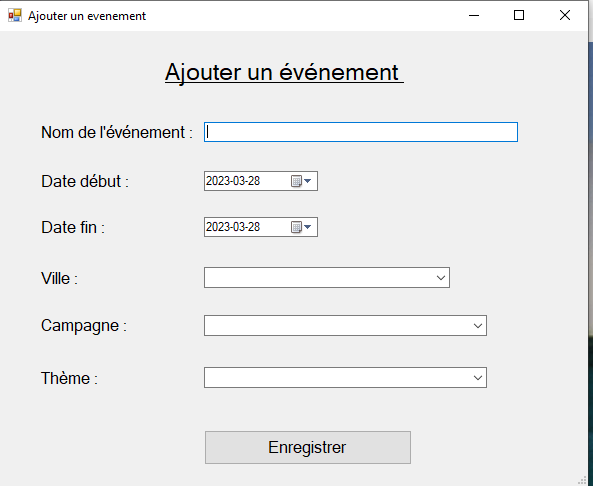 Ajouter un evenement
Ajouter un événement
Nom de l'événement :
Date début : 2023-03-28
Date fin : 2023-03-28
Ville :
Campagne :
Thème :
Enregistrer